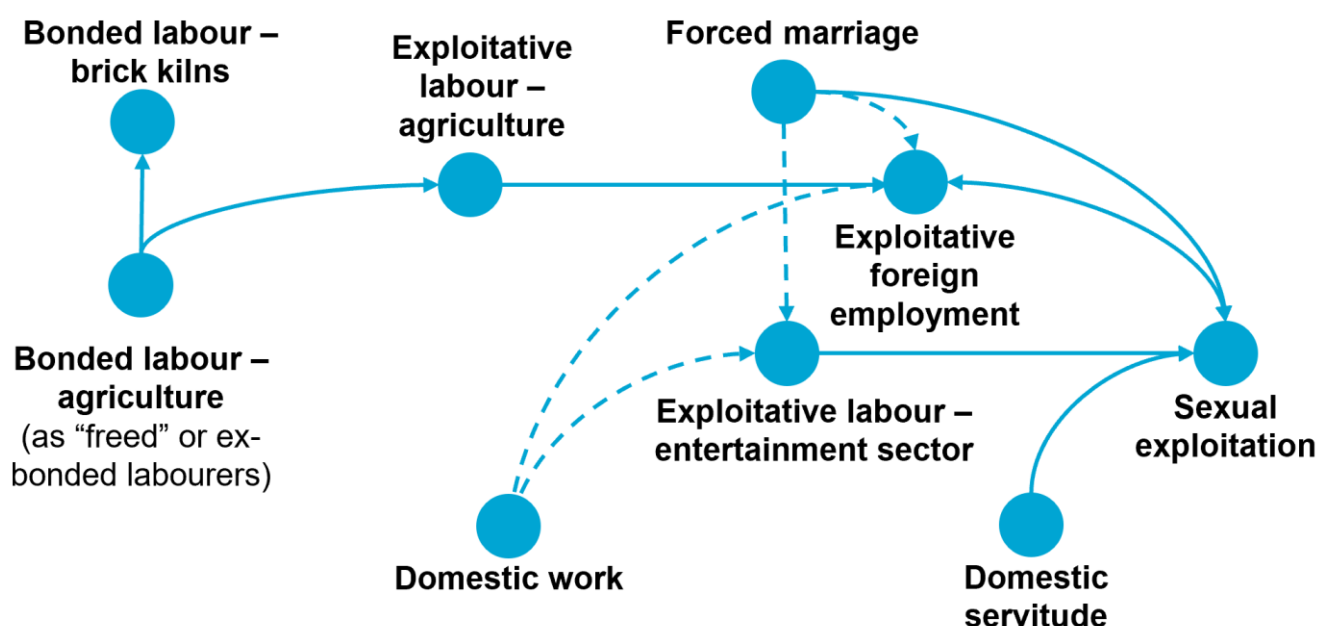 Bonded labour –
brick kilns
Exploitative
labour –
agriculture
Forced marriage
Exploitative
foreign
employment
Bonded labour –
agriculture
(as “freed” or ex-
bonded labourers)
Exploitative labour –
entertainment sector
Sexual
exploitation
Domestic work
Domestic
servitude